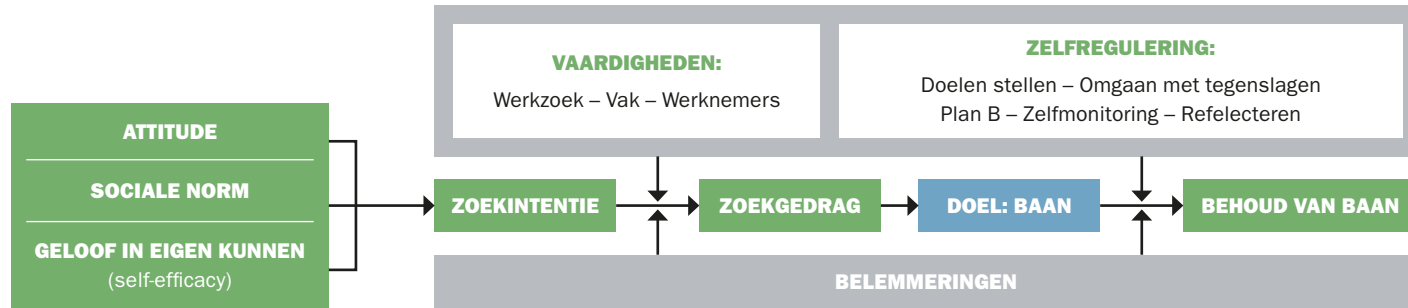 VAARDIGHEDEN:
Werkzoek – Vak – Werknemers
ZELFREGULERING:
Doelen stellen – Omgaan met tegenslagen
Plan B – Zelfmonitoring – Refelecteren
ATTITUDE
SOCIALE NORM
GELOOF IN EIGEN KUNNEN
(self-efficacy)
ZOEKINTENTIE
ZOEKGEDRAG
DOEL: BAAN
BEHOUD VAN BAAN
BELEMMERINGEN